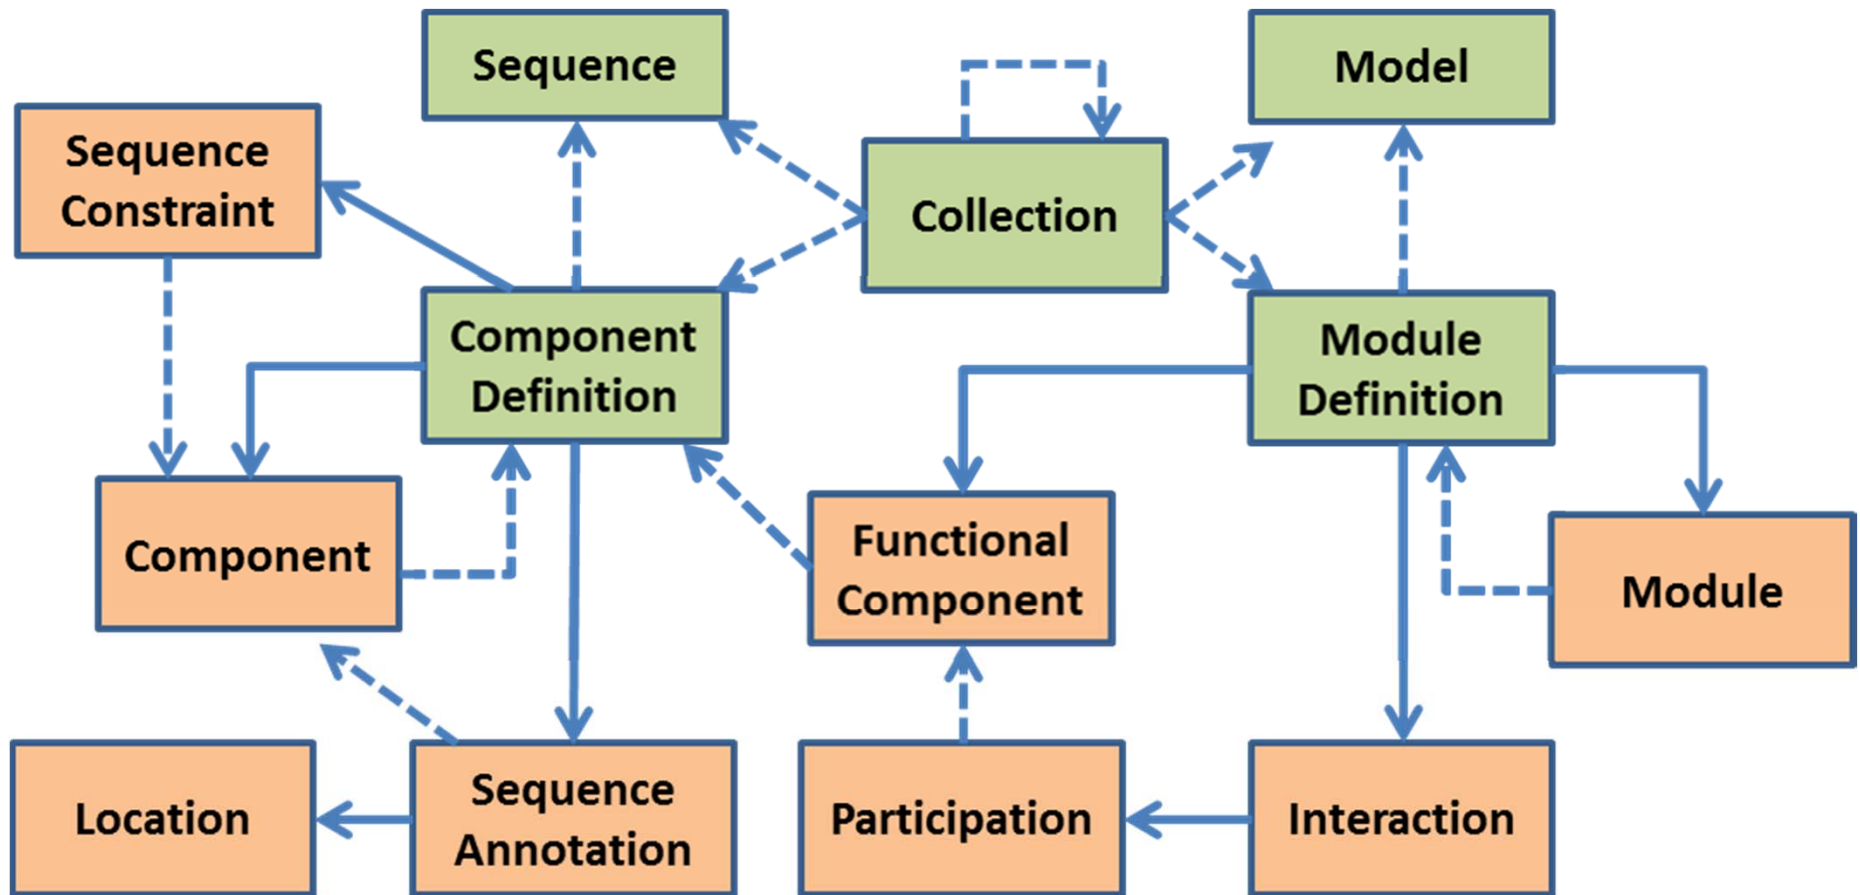 Sequence
Model
Sequence
Constraint
Collection
Component
Definition
Module
Definition
Component
Functional
Component
Module
Location
Sequence
Annotation
Participation
Interaction